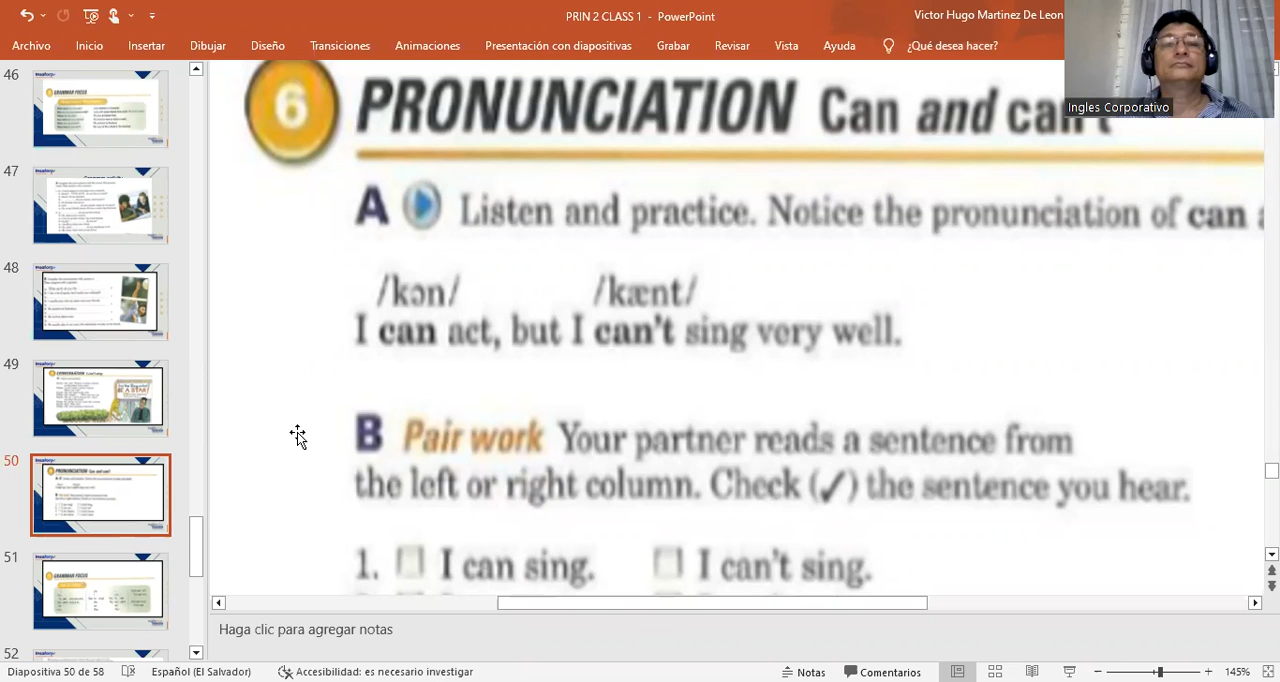 PRIN 2 CLASS 1 - PowerPoint
Victor Hugo Martinez De Leon
Archivo Inicio Insertar Dibujar Diseño Transiciones Animaciones Presentación con diapositivas Grabar Revisar Vista Ayuda ¿Qué desea hacer?
Ingles Corporativo
46
GRAMMAR FOCUS
47
48
49
50
51
GRAMMAR FOCUS
52
6 PRONUNCIATION Can and can't
A Listen and practice. Notice the pronunciation of can
/kən/ /kænt/
I can act, but I can't sing very well.
B Pair work Your partner reads a sentence from
the left or right column. Check (✓) the sentence you hear.
1. I can sing. I can't sing.
Haga clic para agregar notas
Diapositiva 50 de 58 Español (El Salvador) Accesibilidad: es necesario investigar Notas Comentarios 145%